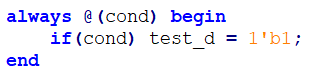 always @(cond) begin
    if(cond) test_d = 1'b1;
end